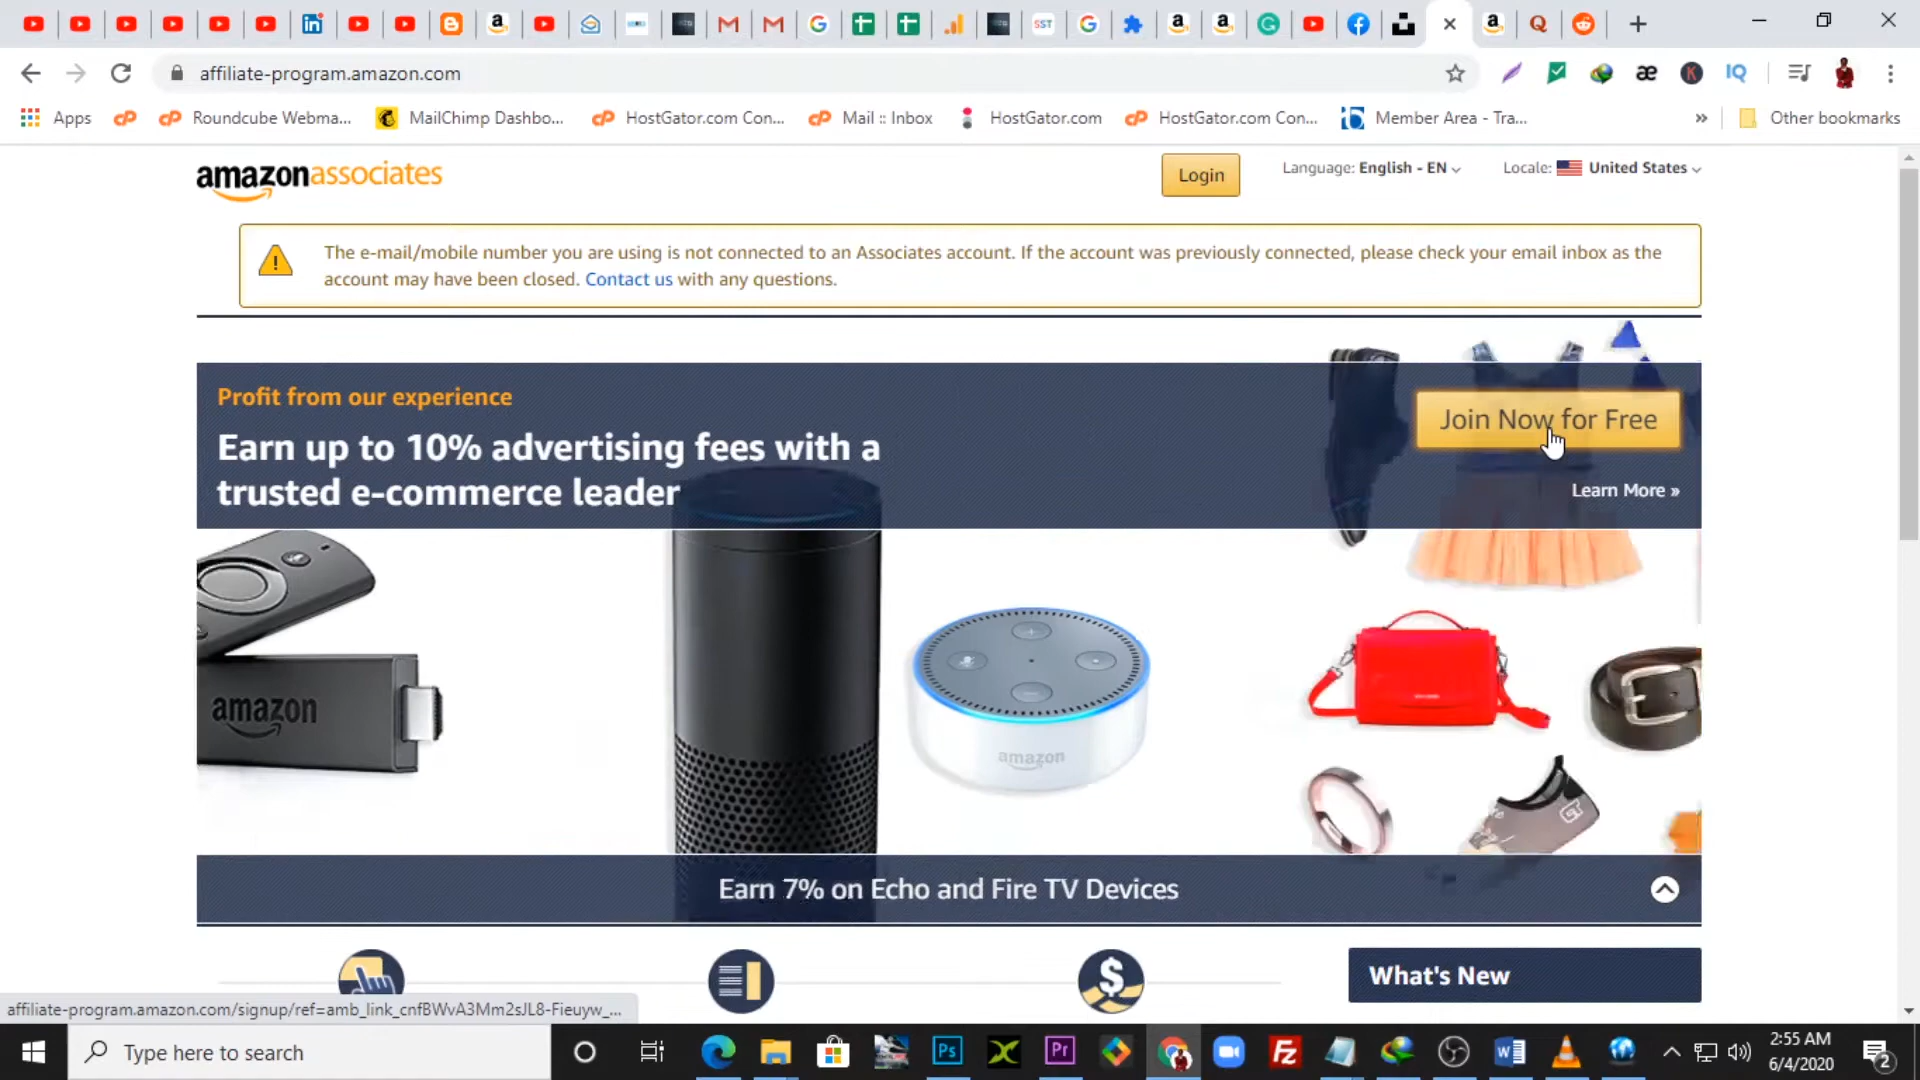 affiliate-program.amazon.com
Apps
Roundcube Webma...
MailChimp Dashbo...
HostGator.com Con...
Mail :: Inbox
HostGator.com
HostGator.com Con...
Member Area - Tra...
»
Other bookmarks
amazonassociates
Login
Language: English - EN
Locale: United States
The e-mail/mobile number you are using is not connected to an Associates account. If the account was previously connected, please check your email inbox as the
account may have been closed. Contact us with any questions.
Profit from our experience
Earn up to 10% advertising fees with a
trusted e-commerce leader
Join Now for Free
Learn More »
amazon
amazon
Earn 7% on Echo and Fire TV Devices
What's New
affiliate-program.amazon.com/signup/ref=amb_link_cnfBWvA3Mm2sJL8-Fieuyw_...
Type here to search
Ps
Pr
Fz
2:55 AM
6/4/2020
2